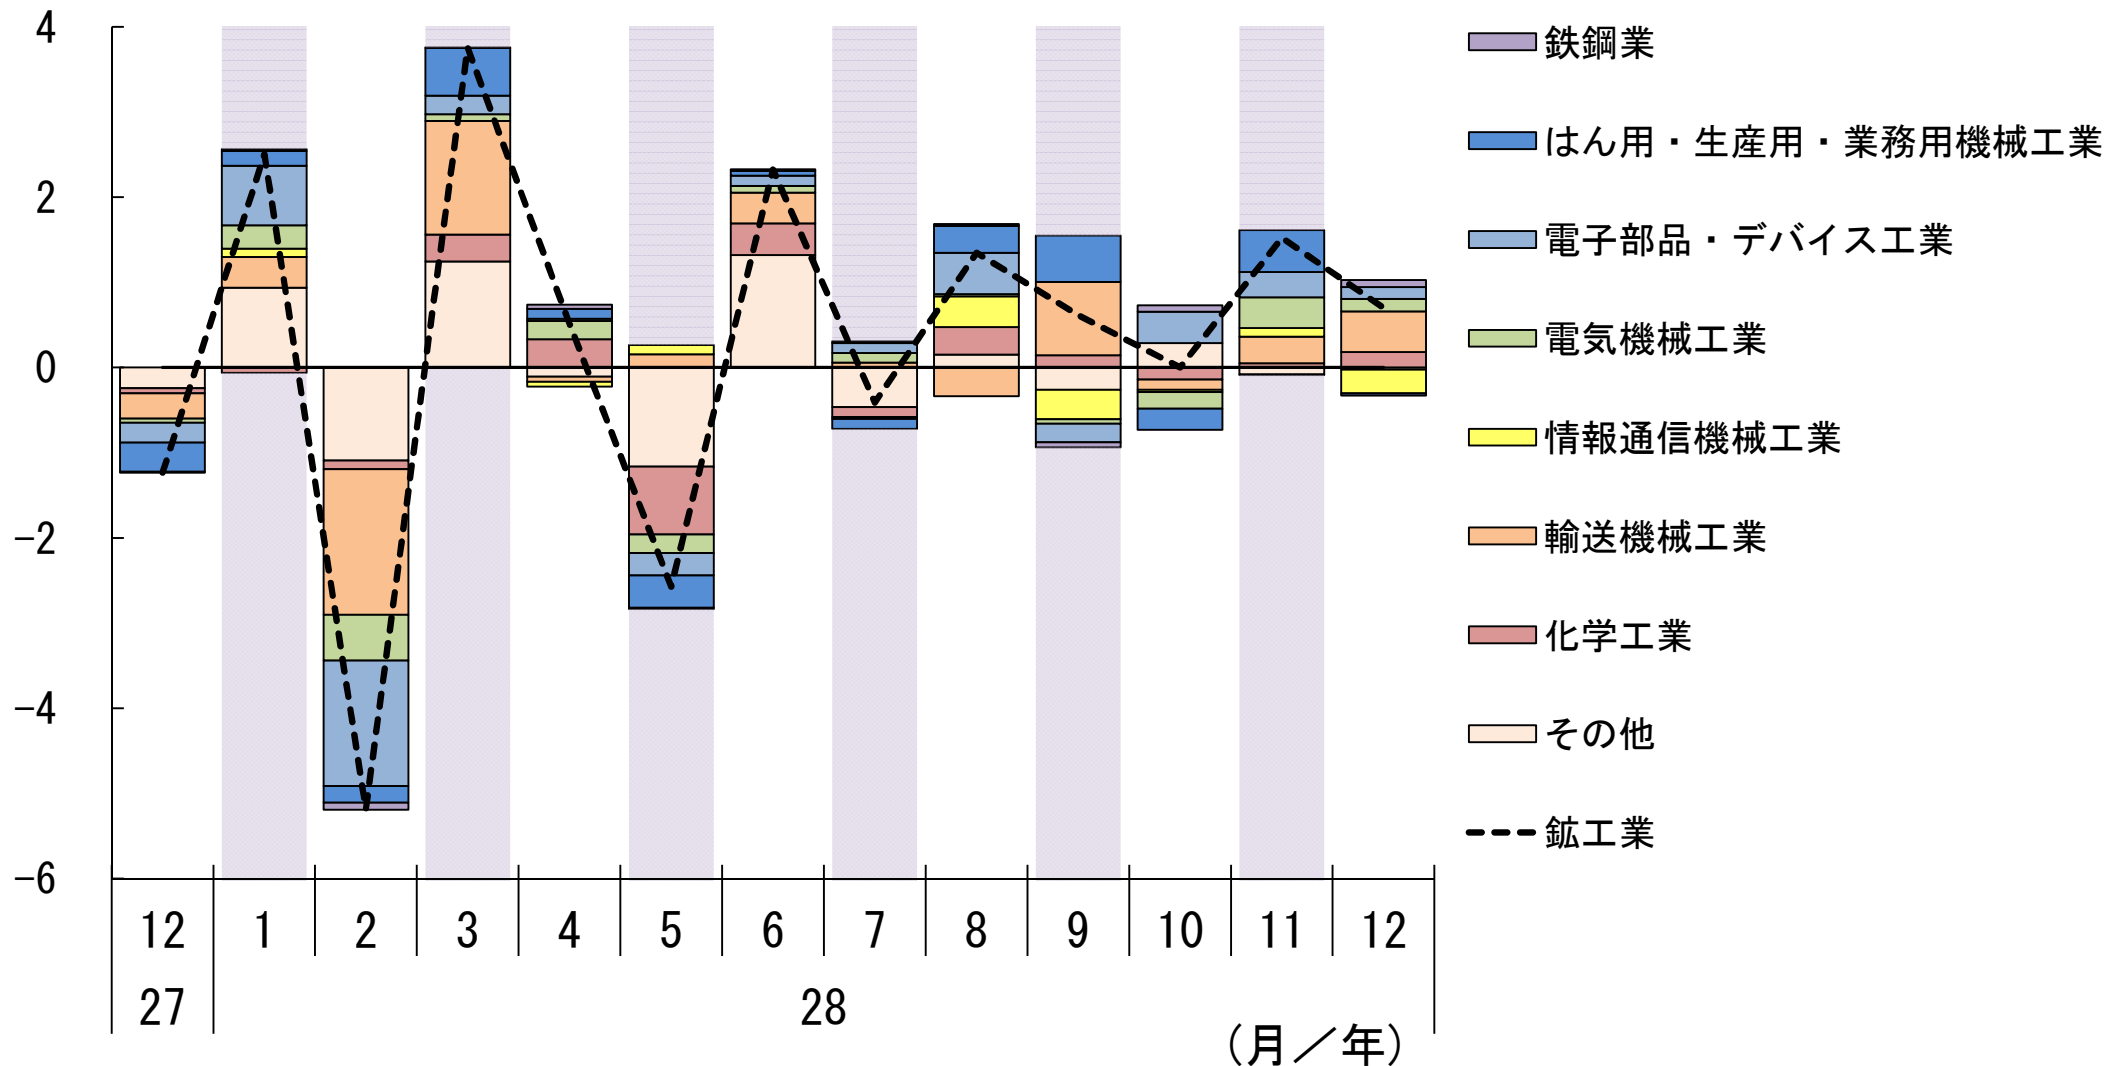 4
2
0
-2
-4
-6
12 1 2 3 4 5 6 7 8 9 10 11 12
27 28
（月／年）
鉄鋼業
はん用・生産用・業務用機械工業
電子部品・デバイス工業
電気機械工業
情報通信機械工業
輸送機械工業
化学工業
その他
鉱工業